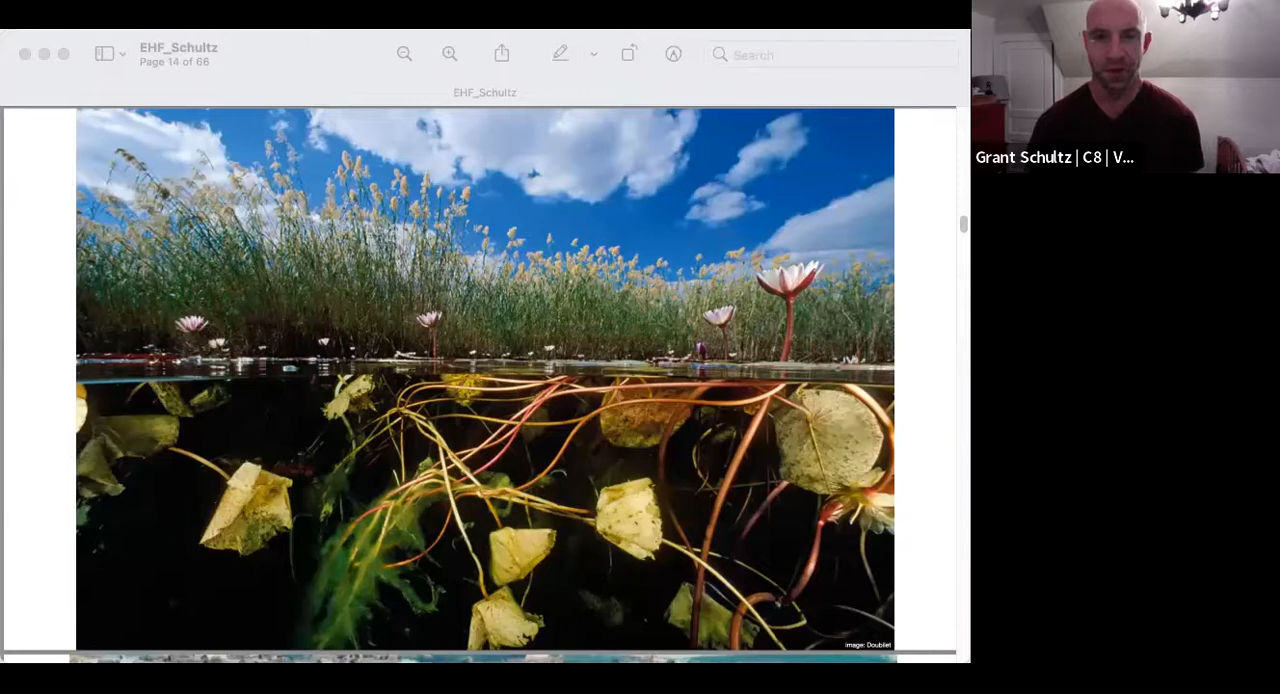 EHF_Schultz
Page 14 of 66
Search
EHF_Schultz
Grant Schultz | C8 | V...
Image: Doubilet